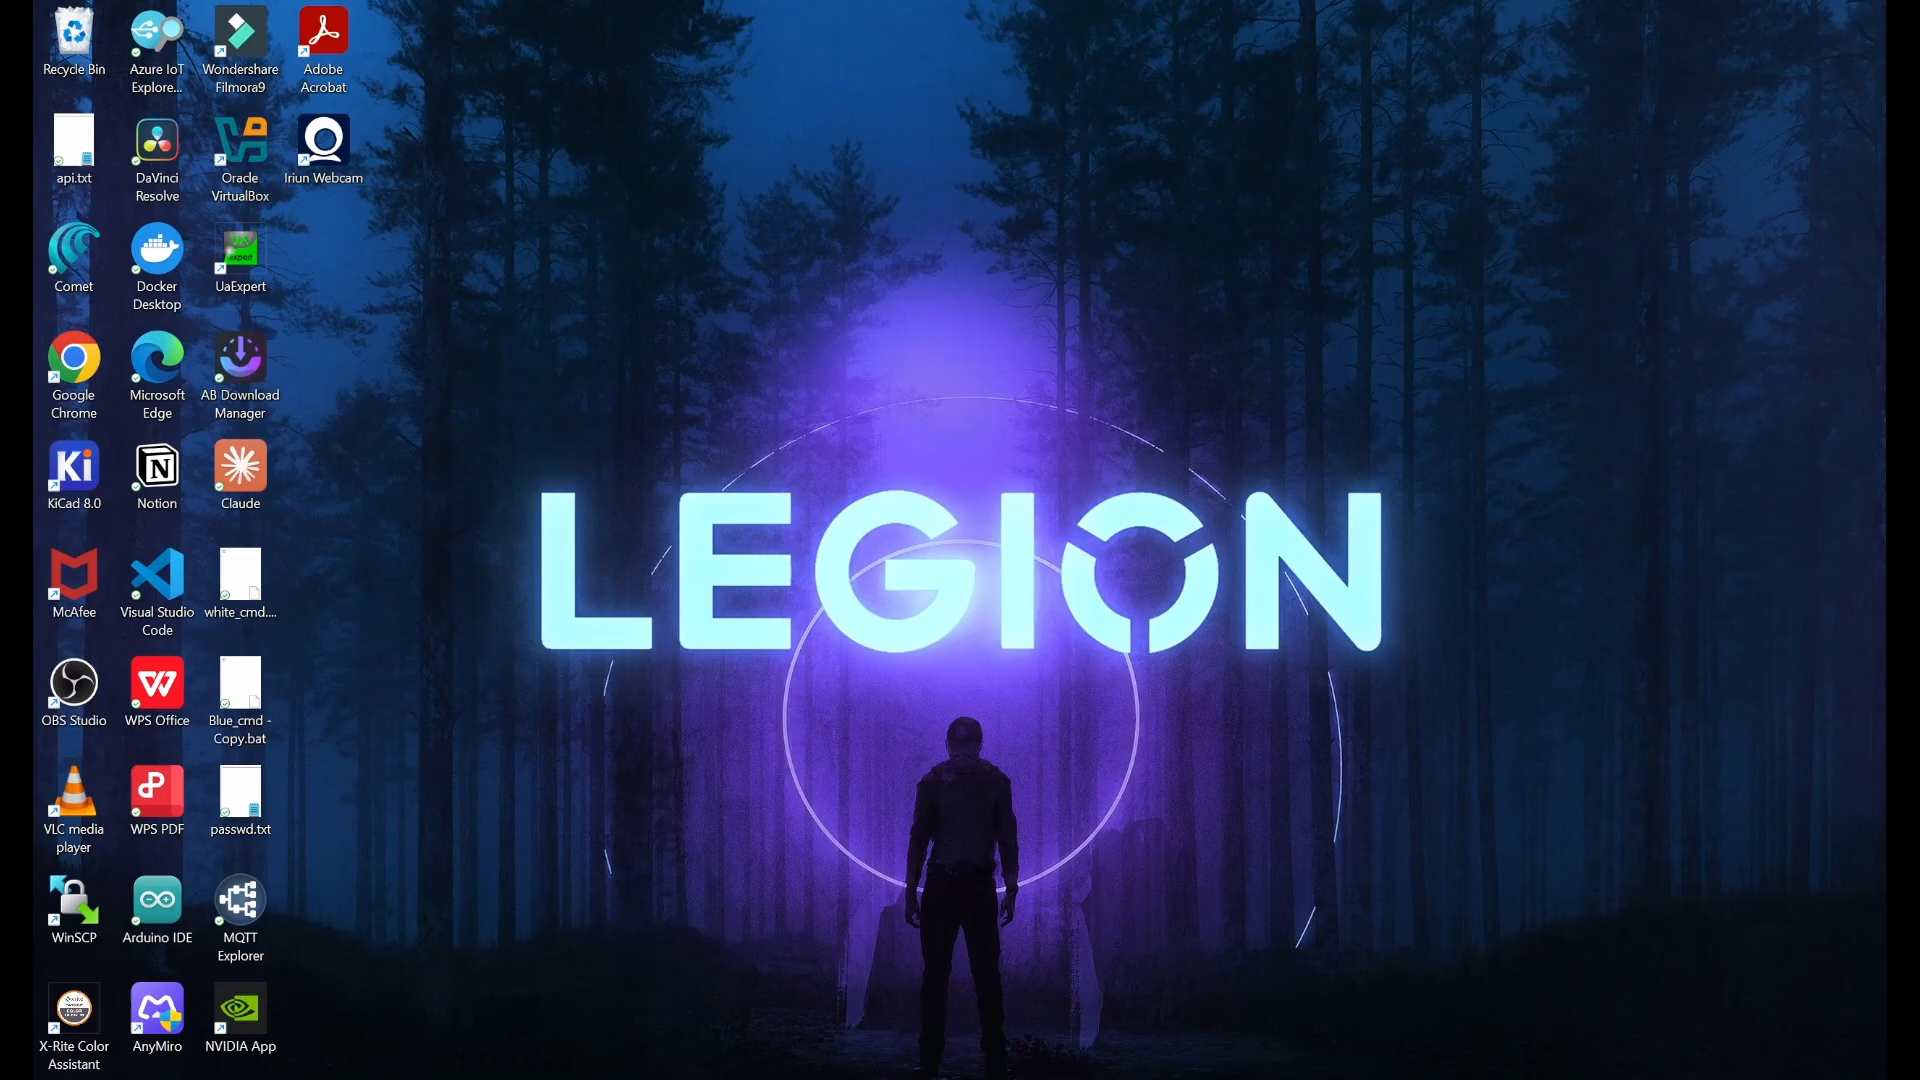 Recycle Bin
Azure IoT
Explore...
Wondershare
Filmora9
Adobe
Acrobat
api.txt
DaVinci
Resolve
Oracle
VirtualBox
Iriun Webcam
Comet
Docker
Desktop
expert
UaExpert
Google
Chrome
Microsoft
Edge
AB Download
Manager
Ki
KiCad 8.0
Notion
Claude
McAfee
Visual Studio
Code
white_cmd....
OBS Studio
WPS Office
Blue_cmd -
Copy.bat
VLC media
player
WPS PDF
passwd.txt
WinSCP
Arduino IDE
MQTT
Explorer
X-Rite Color
Assistant
AnyMiro
NVIDIA App
LEGION